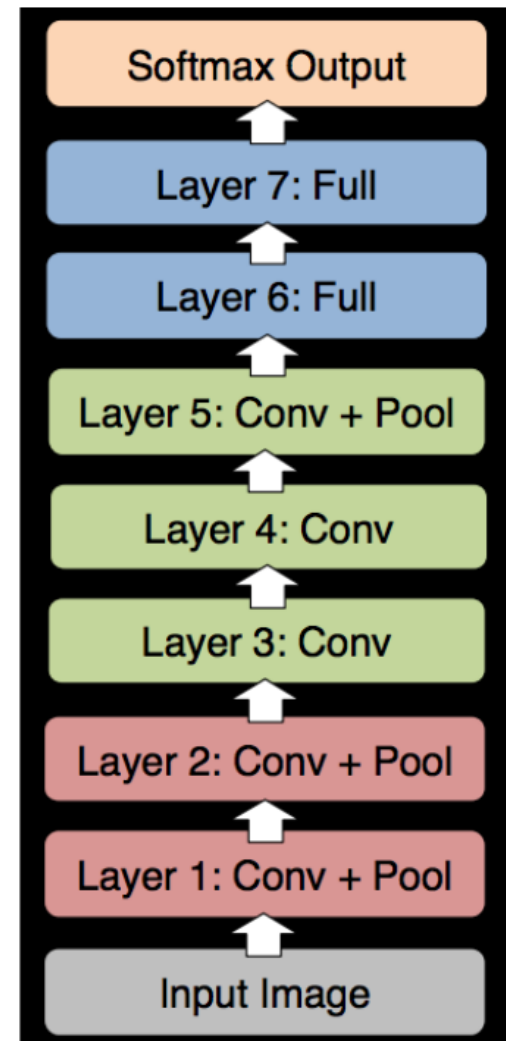 Softmax Output
Layer 7: Full
Layer 6: Full
Layer 5: Conv + Pool
Layer 4: Conv
Layer 3: Conv
Layer 2: Conv + Pool
Layer 1: Conv + Pool
Input Image